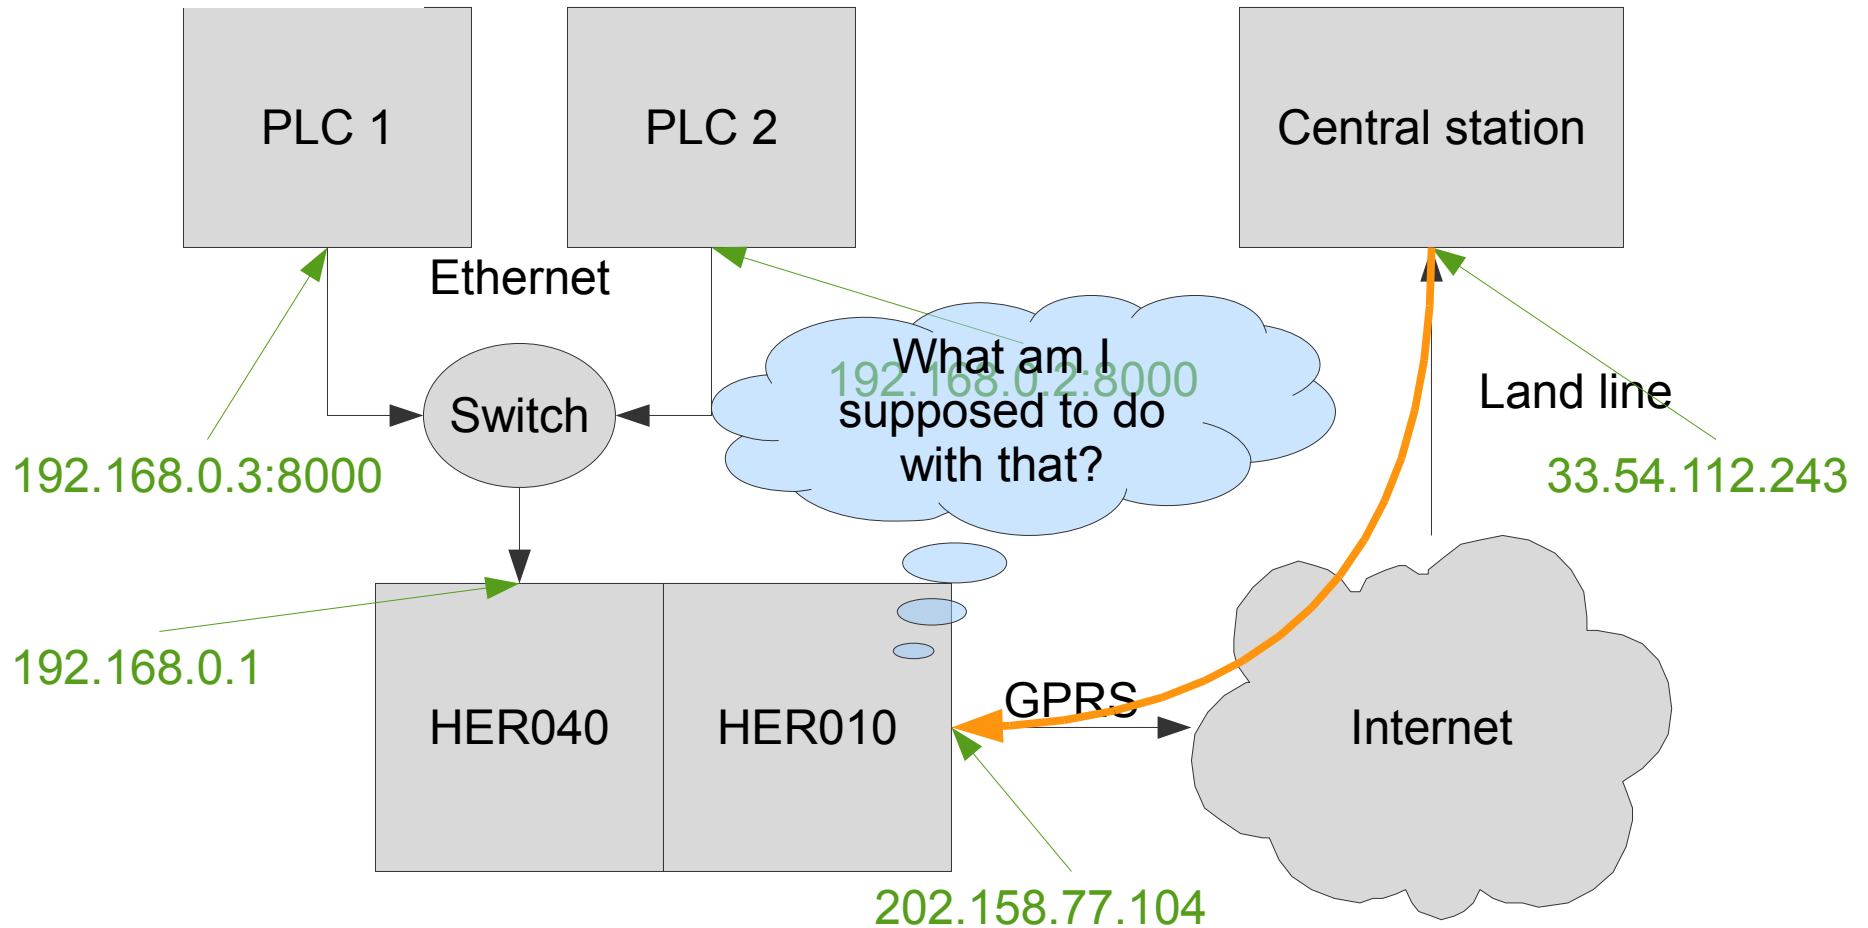 PLC 1
PLC 2
Central station
Ethernet
What am I
192.168.0.2:8000
supposed to do
with that?
Switch
Land line
192.168.0.3:8000
33.54.112.243
192.168.0.1
GPRS
HER040
HER010
Internet
202.158.77.104